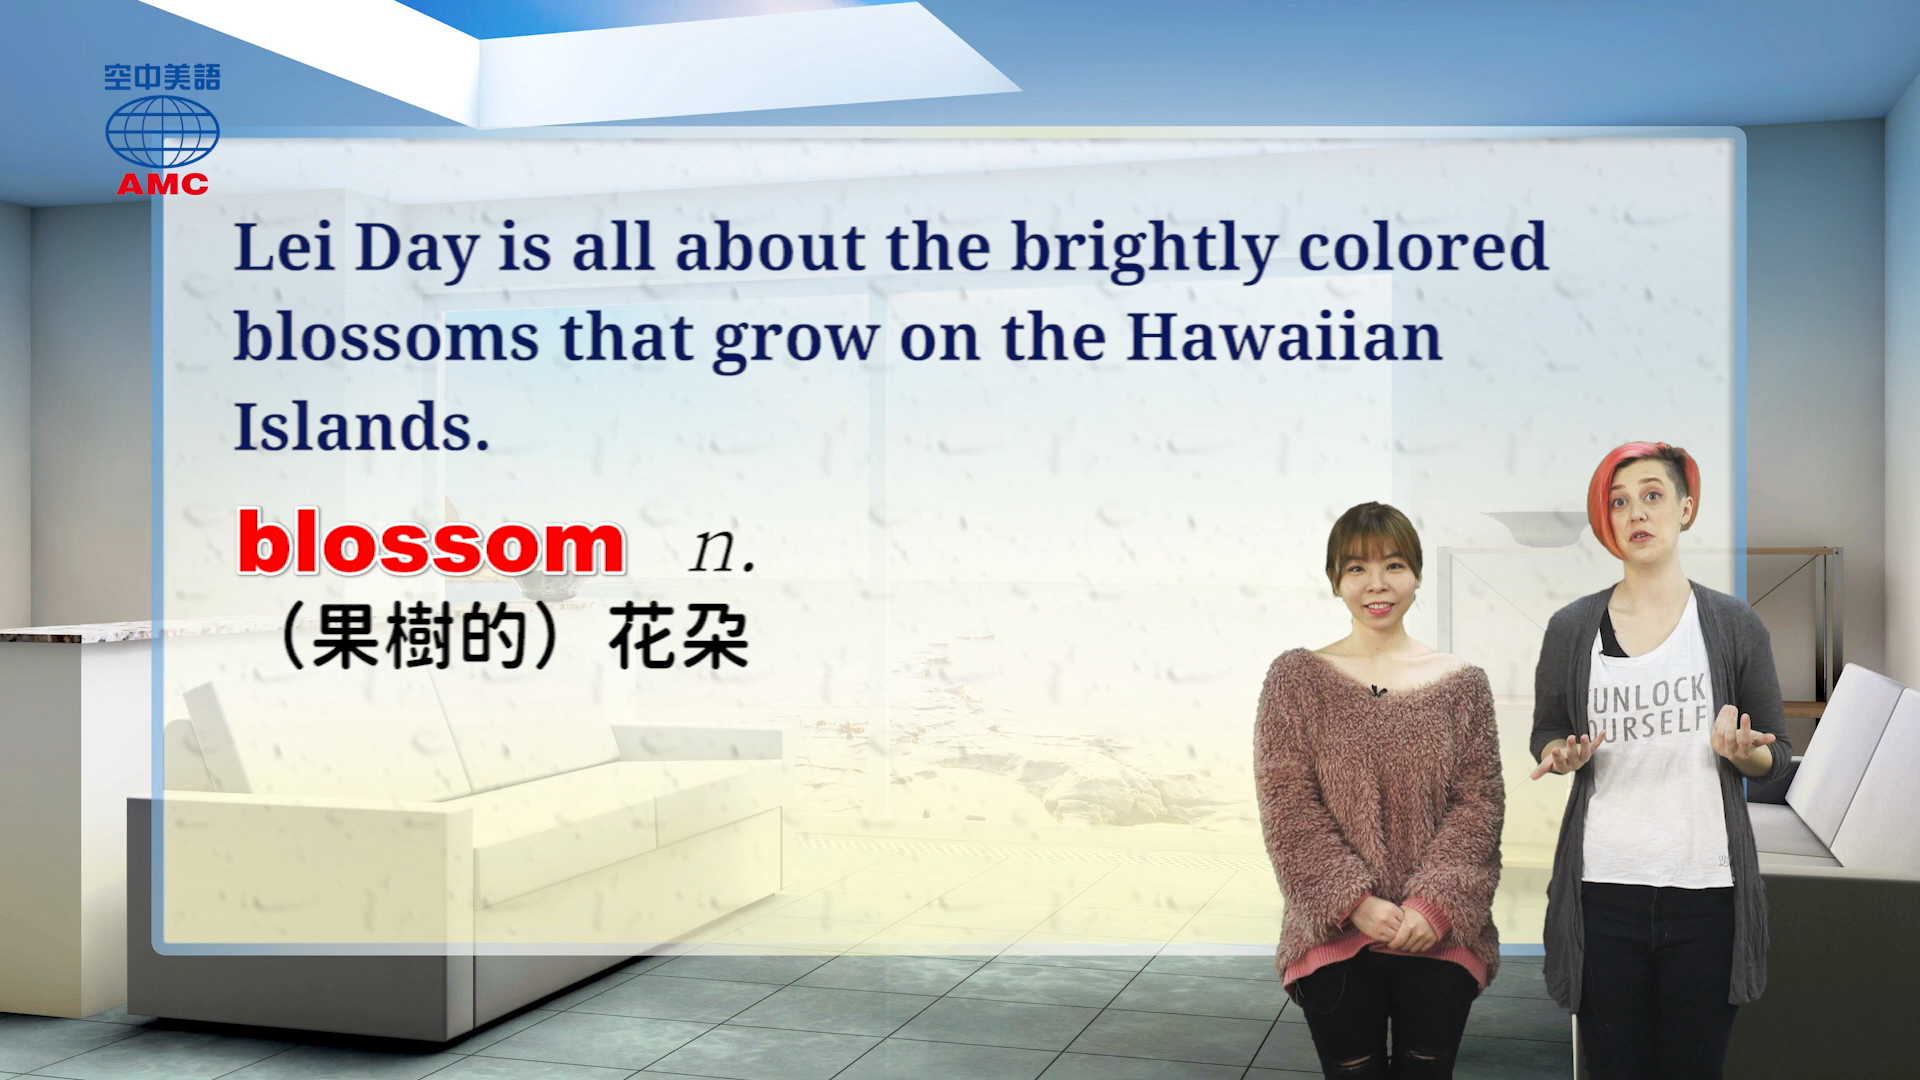 空中美語
AMC
Lei Day is all about the brightly colored
blossoms that grow on the Hawaiian
Islands.
blossom n.
（果樹的）花朵
UNLOCK
OURSELF